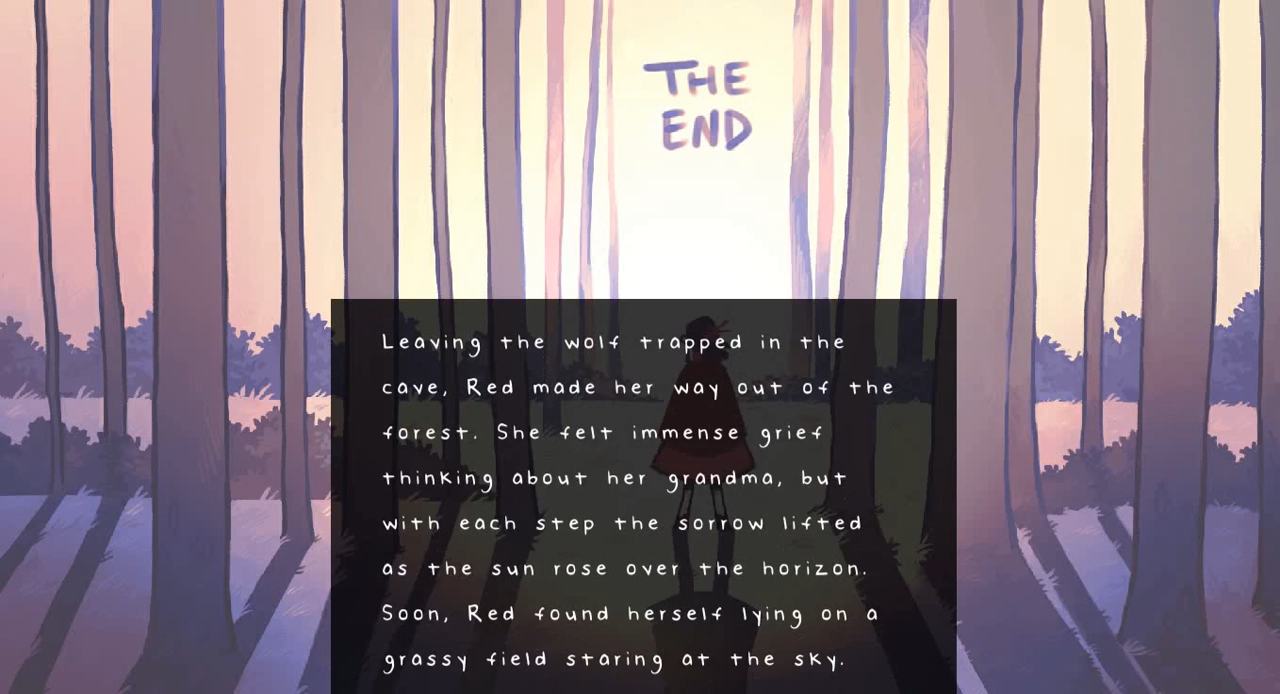 THE
END
Leaving the wolf trapped in the
cave, Red made her way out of the
forest. She felt immense grief
thinking about her grandma, but
with each step the sorrow lifted
as the sun rose over the horizon.
Soon, Red found herself lying on a
grassy field staring at the sky.